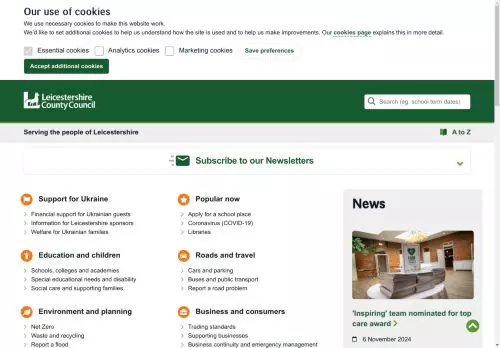 Our use of cookies
We use necessary cookies to make this website work.
We'd like to set additional cookies to help us understand how the site is used and to help us make improvements. Our cookies page explains this in more detail.
Essential cookies Analytics cookies Marketing cookies Save preferences
Accept additional cookies
Leicestershire
County Council
Search (eg. school term dates)
Serving the people of Leicestershire
A to Z
Subscribe to our Newsletters
Support for Ukraine
Financial support for Ukrainian guests
Information for Leicestershire sponsors
Welfare for Ukrainian families
Popular now
Apply for a school place
Coronavirus (COVID-19)
Libraries
Education and children
Schools, colleges and academies
Special educational needs and disability
Social care and supporting families
Roads and travel
Cars and parking
Buses and public transport
Report a road problem
Environment and planning
Net Zero
Waste and recycling
Report a flood
Business and consumers
Trading standards
Supporting businesses
Business continuity and emergency management
News
'Inspiring' team nominated for top
care award
6 November 2024